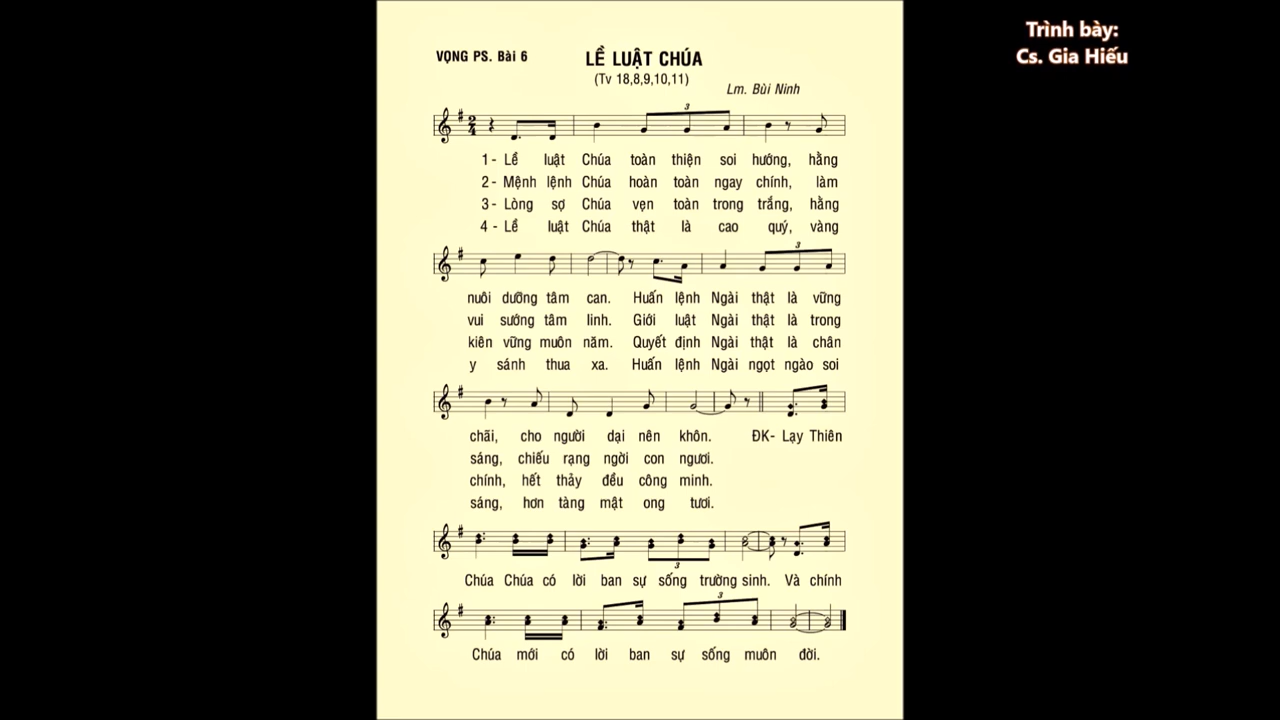 Trình bày:
Cs. Gia Hiếu
VỌNG PS. Bài 6
LỀ LUẬT CHÚA
(Tv 18,8,9,10,11)
Lm. Bùi Ninh
3
2
4
1- Lề luật Chúa toàn thiện soi hướng, hằng
2- Mệnh lệnh Chúa hoàn toàn ngay chính, làm
3- Lòng sợ Chúa vẹn toàn trong trắng, hằng
4 - Lề luật Chúa thật là cao quý, vàng
3
nuôi dưỡng tâm can. Huấn lệnh Ngài thật là vững
vui sướng tâm linh. Giới luật Ngài thật là trong
kiên vững muôn năm. Quyết định Ngài thật là chân
y sánh thua xa. Huấn lệnh Ngài ngọt ngào soi
chãi, cho người dại nên khôn. ĐK- Lạy Thiên
sáng, chiếu rạng ngời con ngươi.
chính, hết thảy đều công minh.
sáng, hơn tàng mật ong tươi.
3
Chúa Chúa có lời ban sự sống trường sinh. Và chính
3
Chúa mới có lời ban sự sống muôn đời.